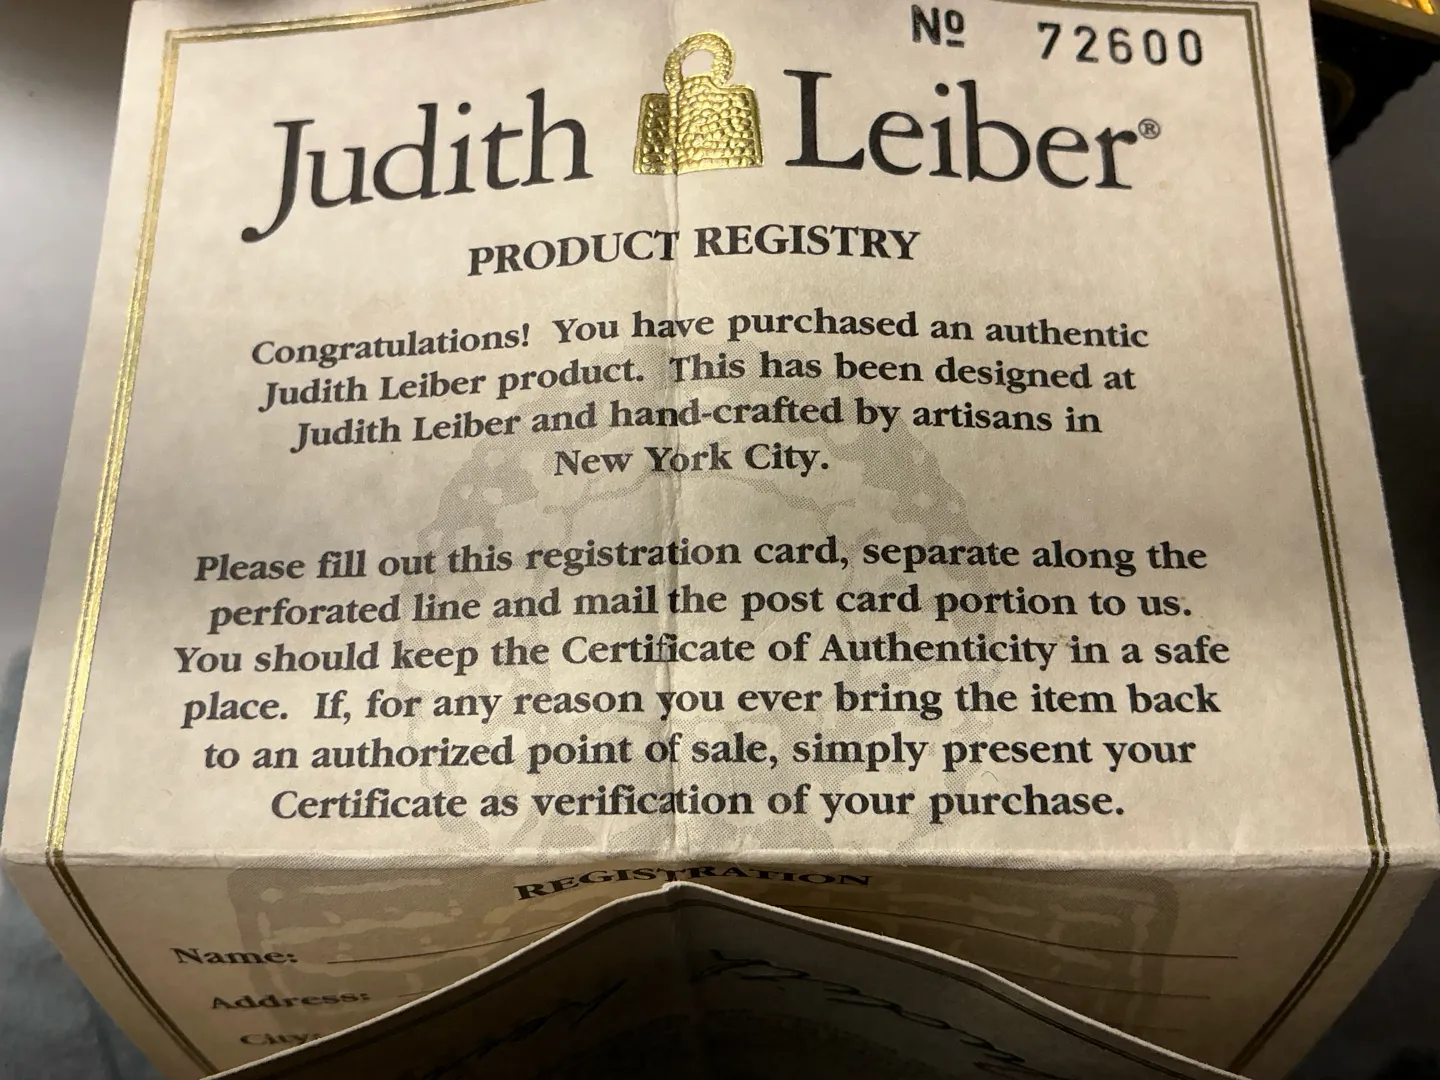 Nº 72600
Judith Leiber®
PRODUCT REGISTRY
Congratulations! You have purchased an authentic
Judith Leiber product. This has been designed at
Judith Leiber and hand-crafted by artisans in
New York City.
Please fill out this registration card, separate along the
perforated line and mail the post card portion to us.
You should keep the Certificate of Authenticity in a safe
place. If, for any reason you ever bring the item back
to an authorized point of sale, simply present your
Certificate as verification of your purchase.
REGISTRATION
Name:
Address:
City: